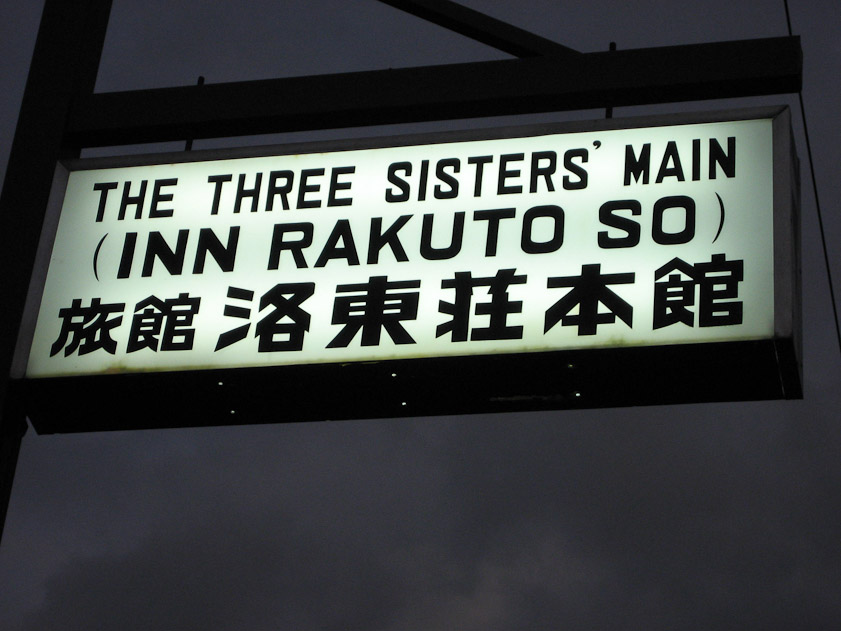 THE THREE SISTERS' MAIN
(INN RAKUTO SO)
旅館 洛東荘本館